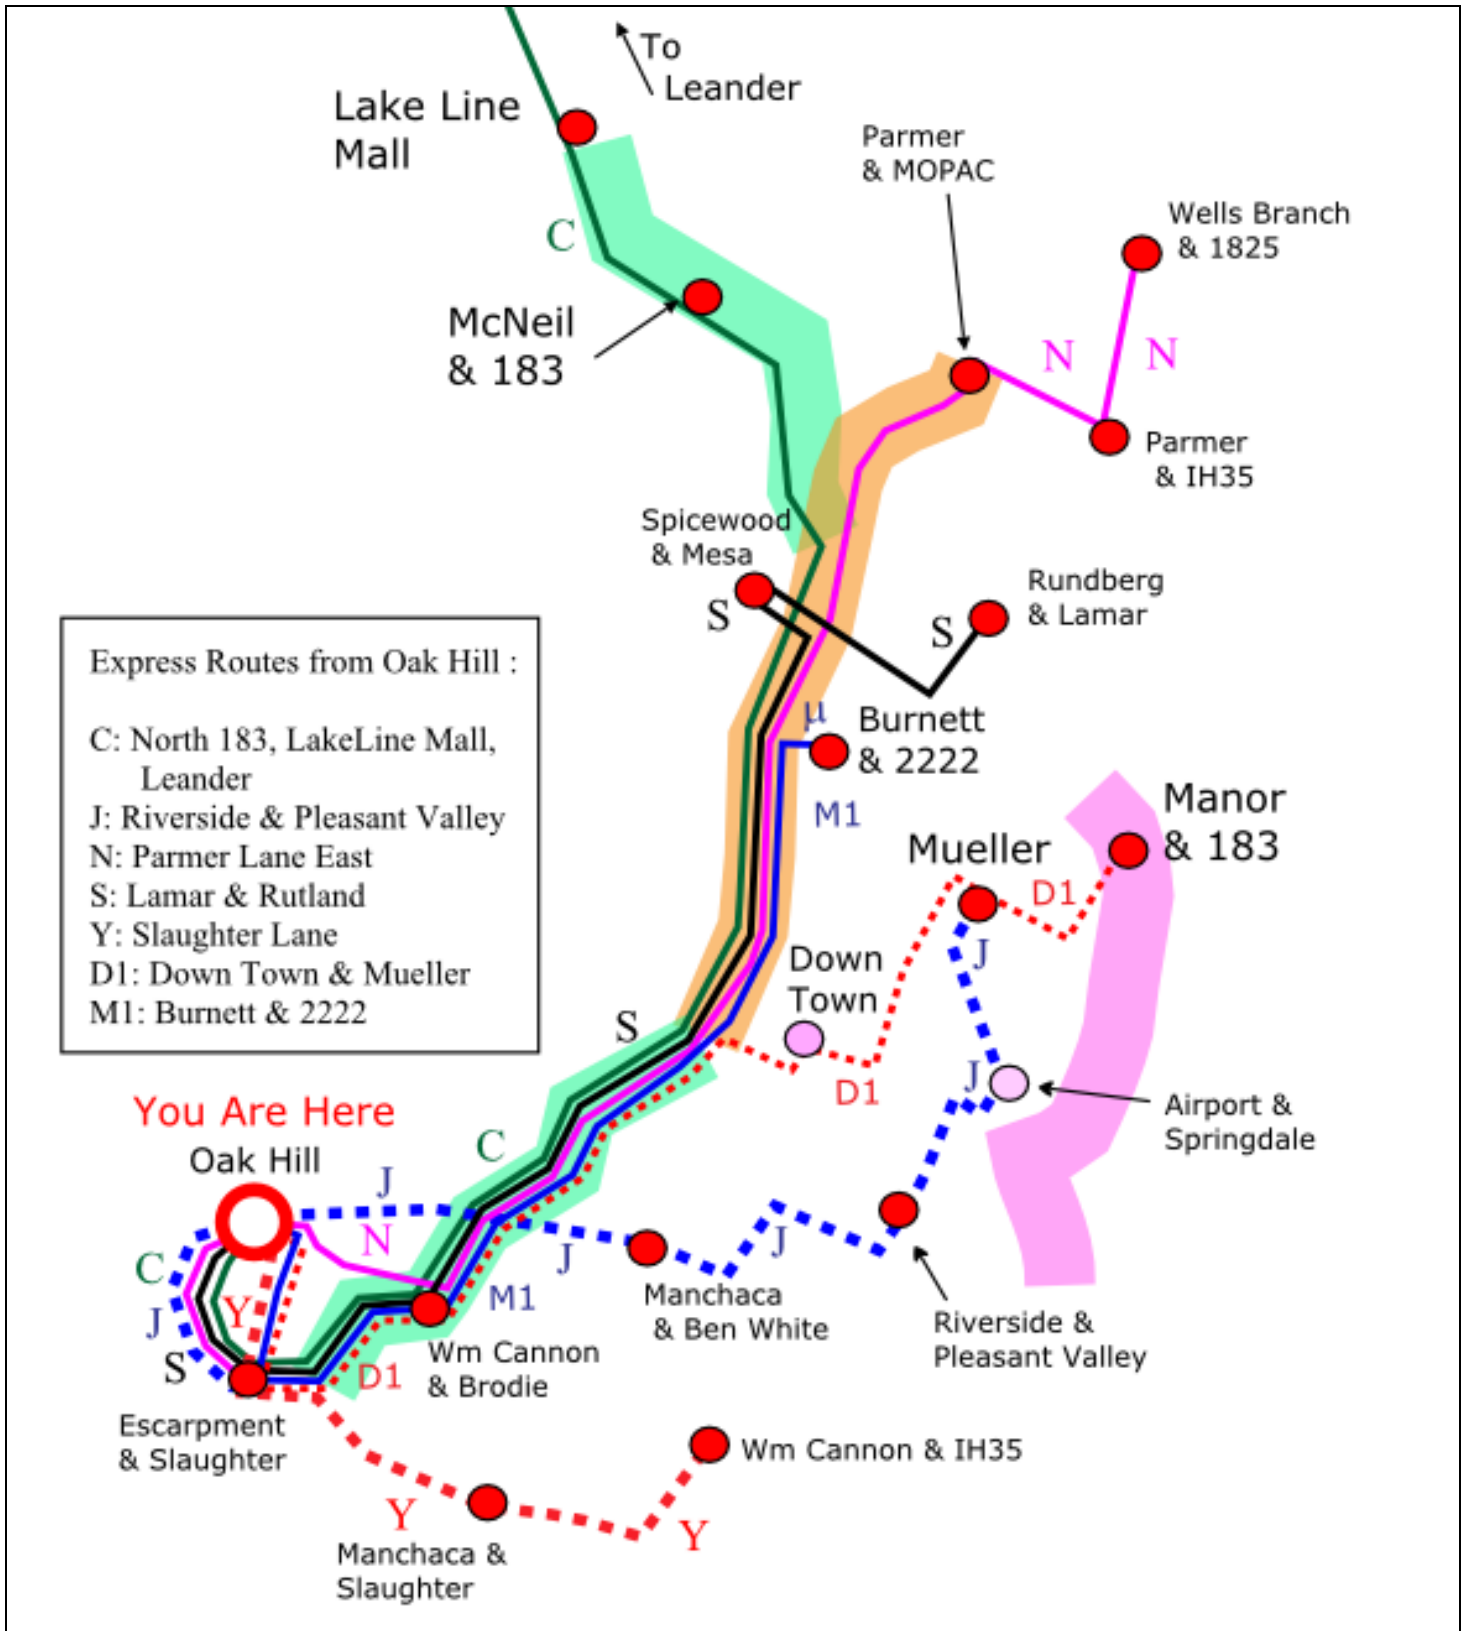 To
Leander
Lake Line
Mall
Parmer
& MOPAC
Wells Branch
& 1825
C
McNeil
& 183
N
N
Parmer
& IH35
Spicewood
& Mesa
S
Rundberg
& Lamar
S
Express Routes from Oak Hill :
C: North 183, LakeLine Mall,
Leander
J: Riverside & Pleasant Valley
N: Parmer Lane East
S: Lamar & Rutland
Y: Slaughter Lane
D1: Down Town & Mueller
M1: Burnett & 2222
µ
Burnett
& 2222
M1
Manor
& 183
Mueller
D1
J
Down
Town
S
D1
J
Airport &
Springdale
You Are Here
Oak Hill
C
J
N
J
J
C
J
Y
S
M1
Manchaca
& Ben White
Riverside &
Pleasant Valley
Wm Cannon
& Brodie
D1
Escarpment
& Slaughter
Wm Cannon & IH35
Y
Y
Manchaca &
Slaughter